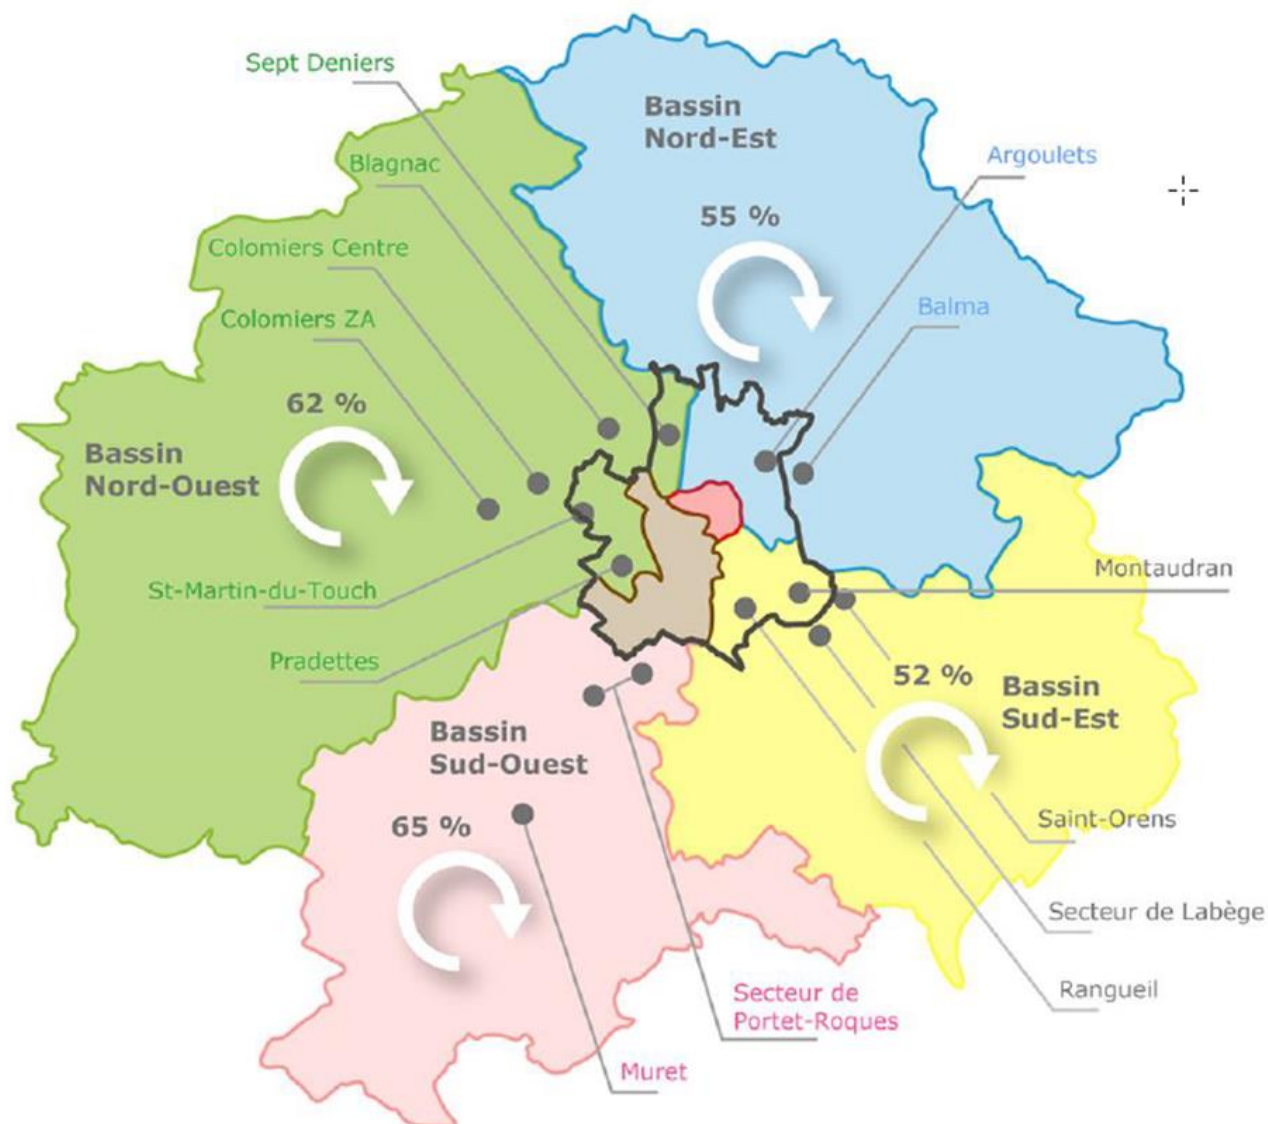 Sept Deniers
Bassin
Nord-Est
Argoulets
Blagnac
55 %
Colomiers Centre
Balma
Colomiers ZA
62 %
Bassin
Nord-Ouest
Montaudran
St-Martin-du-Touch
Pradettes
52 %
Bassin
Sud-Est
Bassin
Sud-Ouest
65 %
Saint-Orens
Secteur de Labège
Rangueil
Secteur de
Portet-Roques
Muret